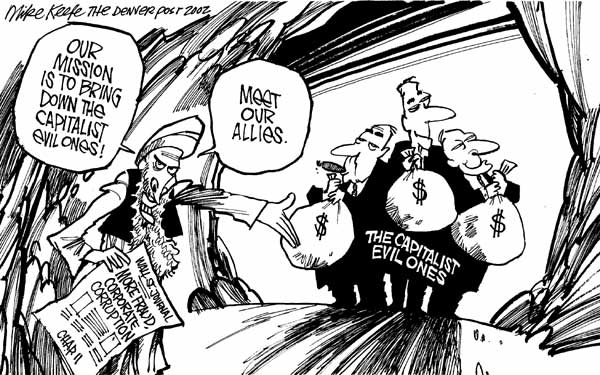 Mike Keefe THE DENVER POST 2002
OUR
MISSION
IS TO BRING
DOWN THE
CAPITALIST
EVIL ONES!
MEET
OUR
ALLIES.
$
$
$
THE CAPITALIST
EVIL ONES
WALL ST. JOURNAL
MORE FRAUD,
CORPORATE
CORRUPTION
CHAP. 11